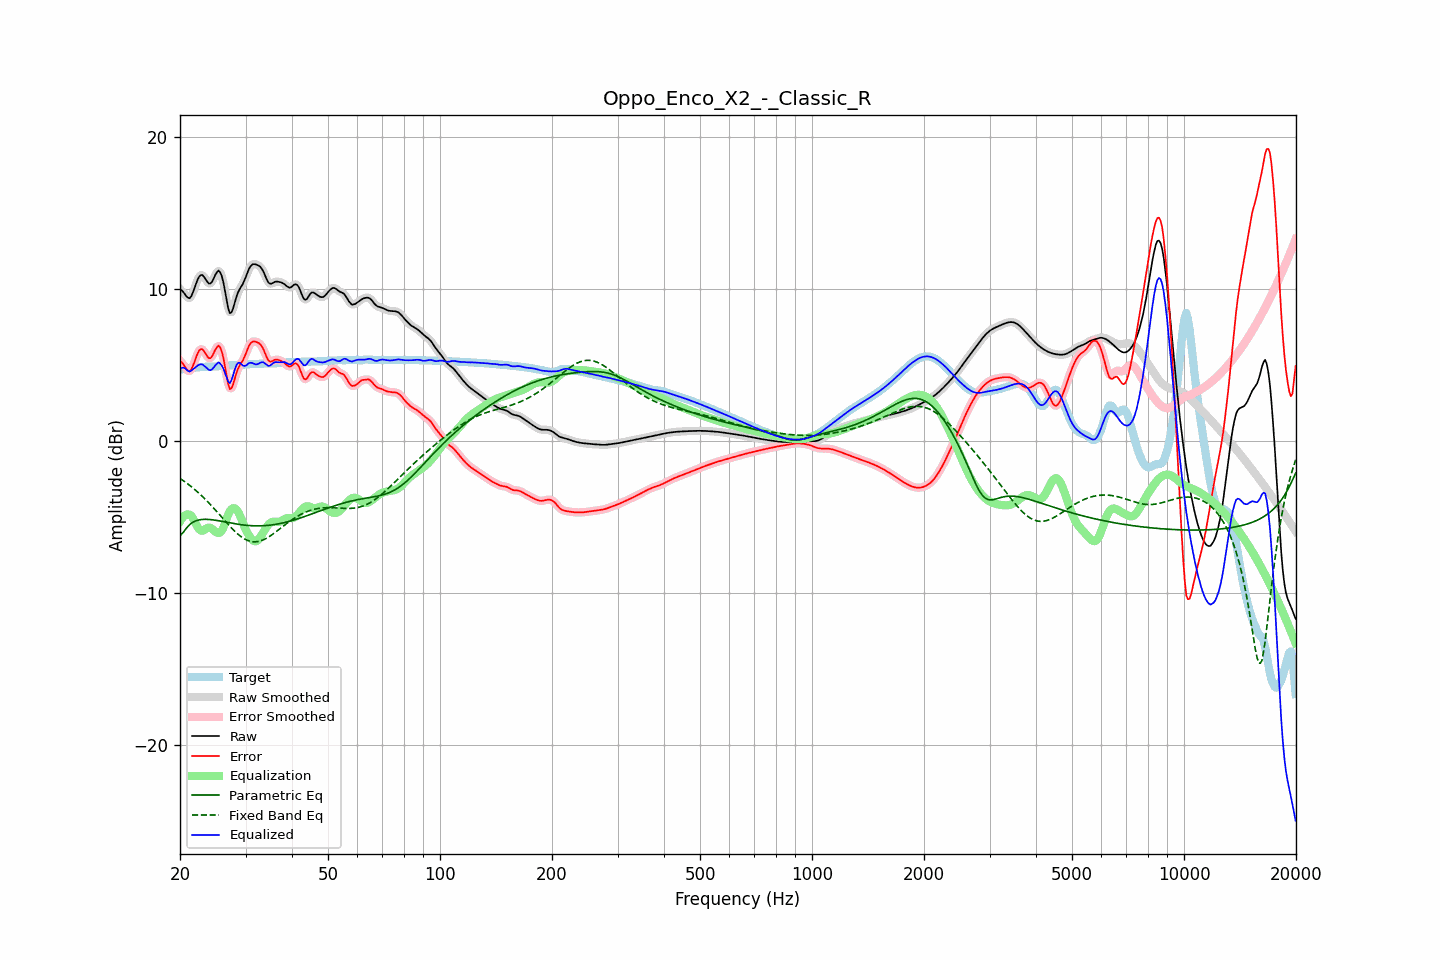 Oppo_Enco_X2_-_Classic_R
Amplitude (dBr)
20
10
0
−10
−20
Target
Raw Smoothed
Error Smoothed
Raw
Error
Equalization
Parametric Eq
Fixed Band Eq
Equalized
20 50 100 200 500 1000 2000 5000 10000 20000
Frequency (Hz)